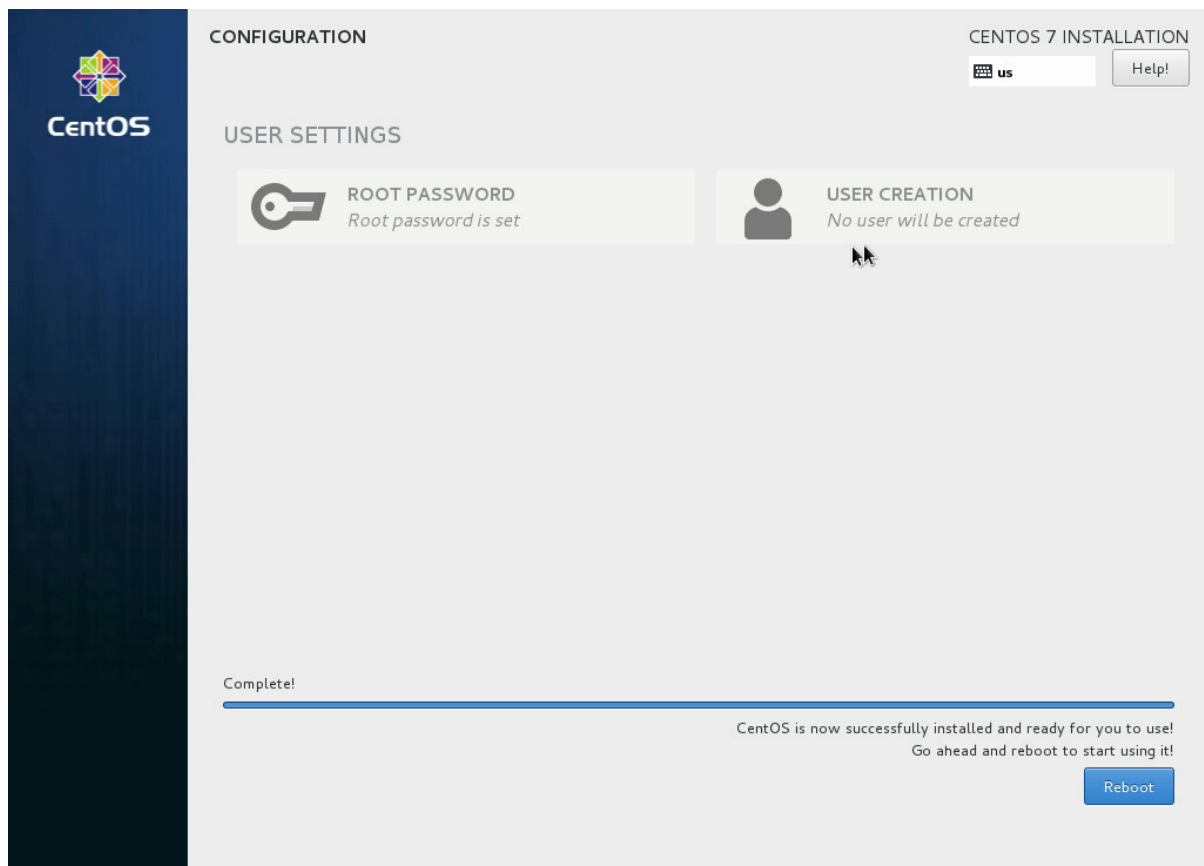 CentOS
CONFIGURATION
CENTOS 7 INSTALLATION
us
Help!
USER SETTINGS
ROOT PASSWORD
Root password is set
USER CREATION
No user will be created
Complete!
CentOS is now successfully installed and ready for you to use!
Go ahead and reboot to start using it!
Reboot